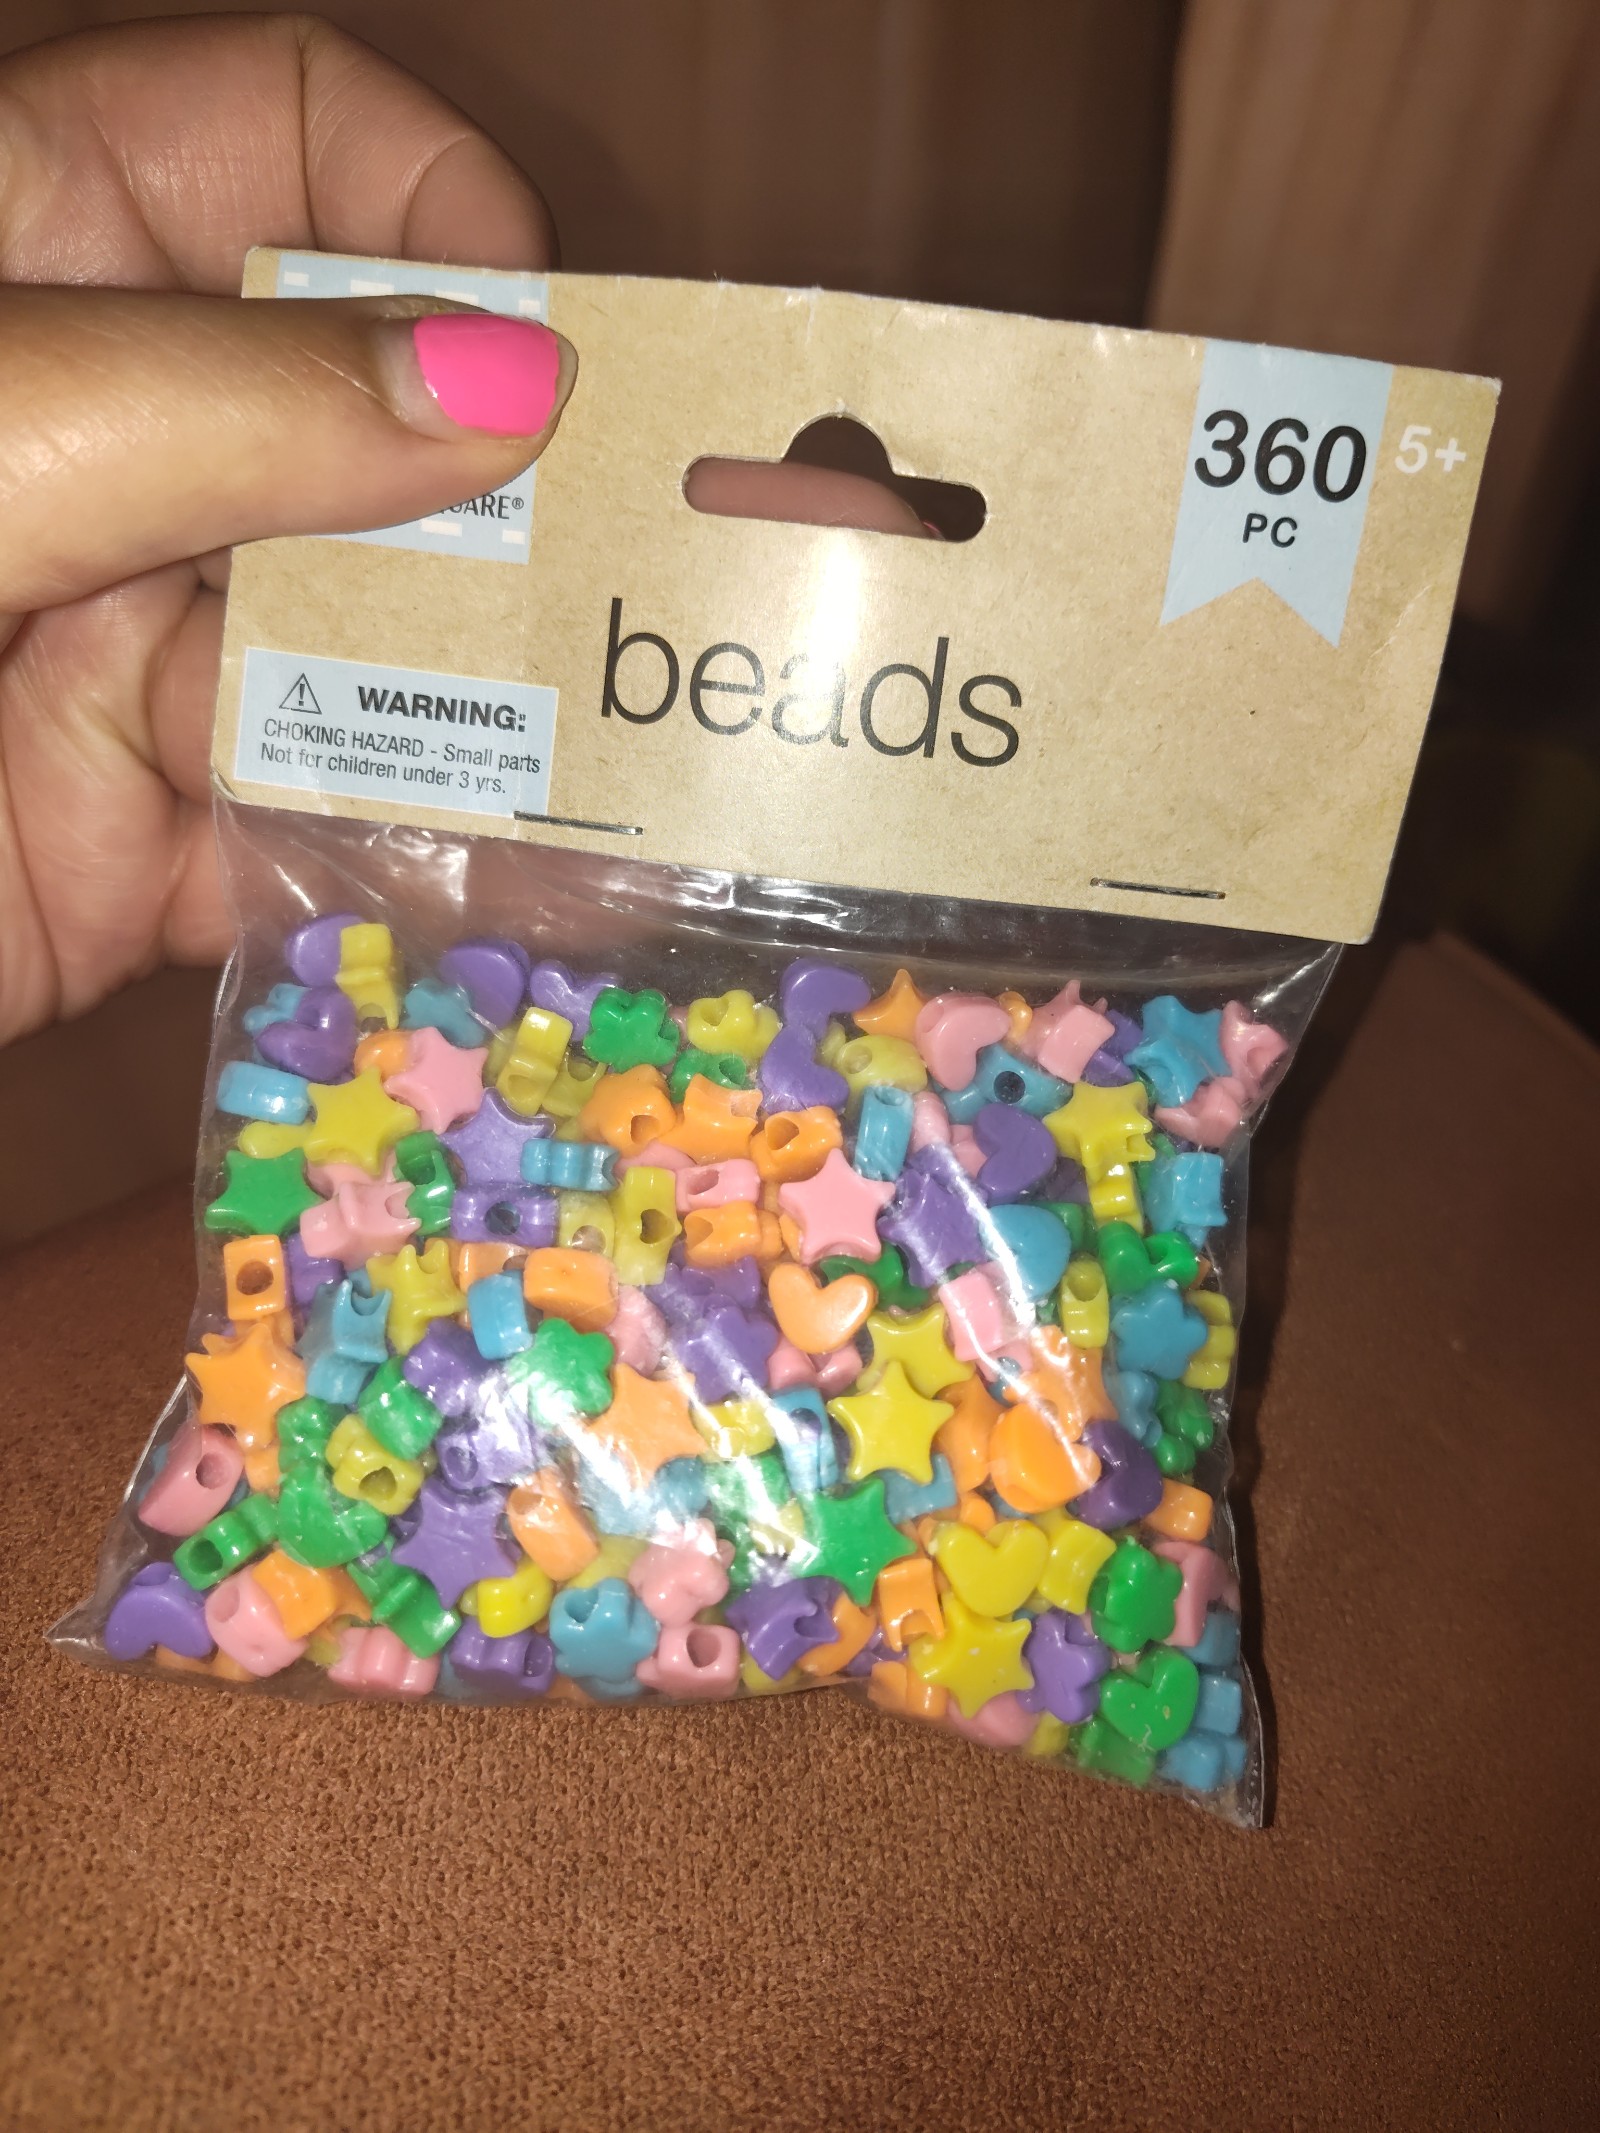 360
PC
5+
beads
WARNING:
CHOKING HAZARD - Small parts
Not for children under 3 yrs.